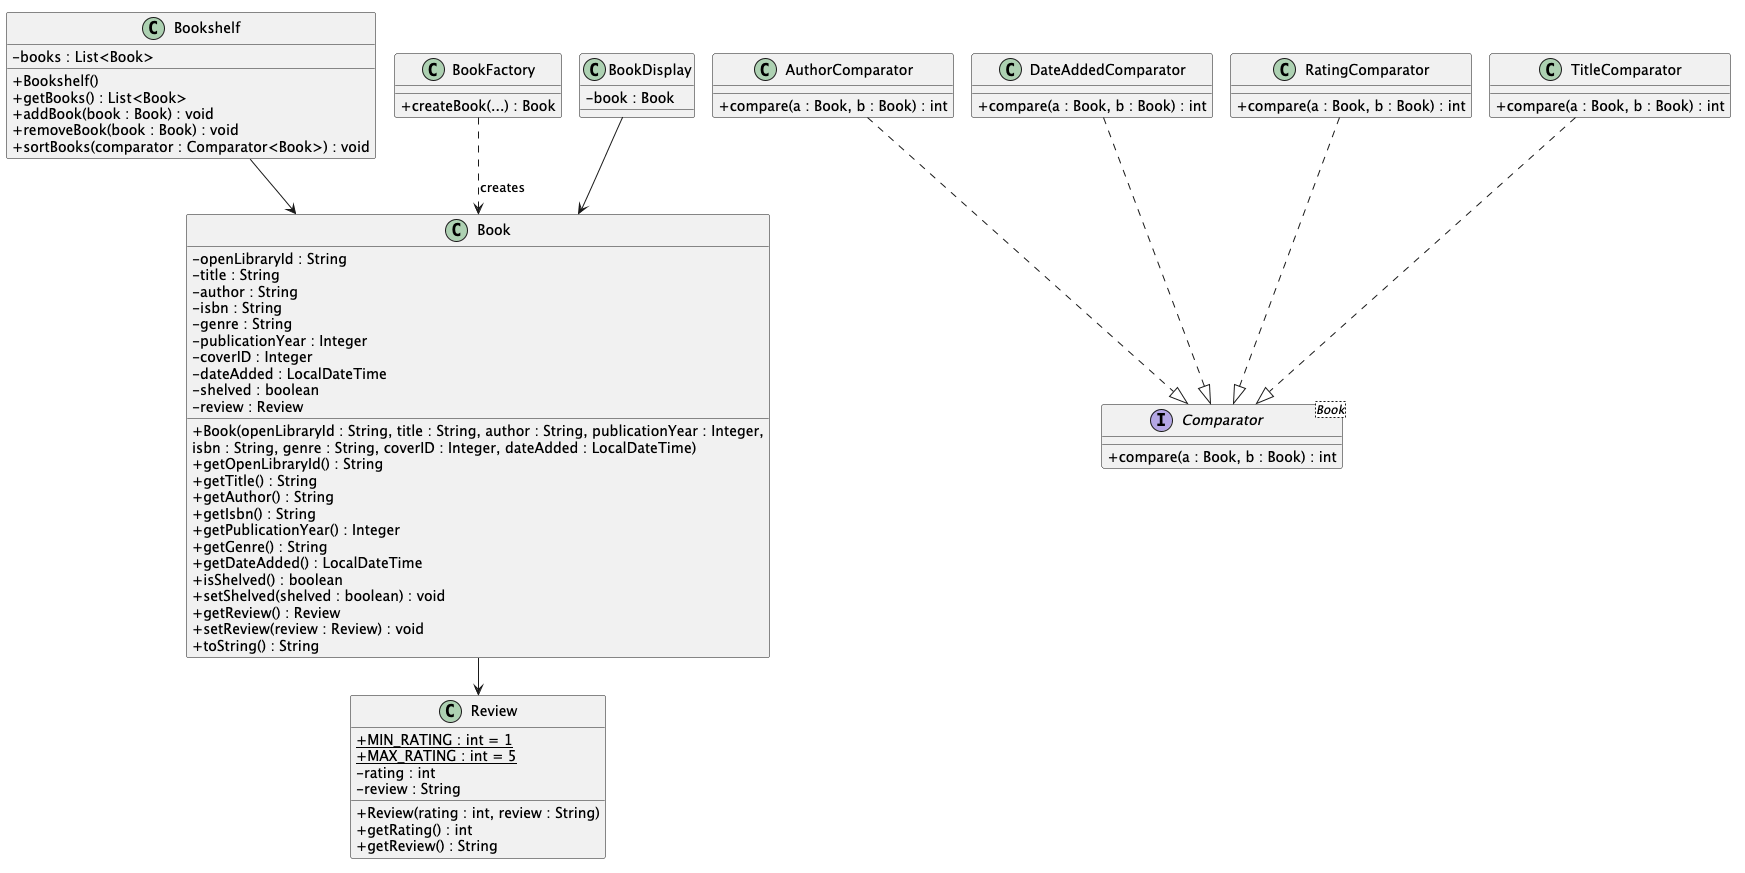 C Bookshelf
-books : List<Book>
+Bookshelf()
+getBooks() : List<Book>
+addBook(book : Book) : void
+removeBook(book : Book) : void
+sortBooks(comparator : Comparator<Book>) : void
C BookFactory
+createBook(...) : Book
C BookDisplay
-book : Book
C AuthorComparator
+compare(a : Book, b : Book) : int
C DateAddedComparator
+compare(a : Book, b : Book) : int
C RatingComparator
+compare(a : Book, b : Book) : int
C TitleComparator
+compare(a : Book, b : Book) : int
creates
C Book
-openLibraryId : String
-title : String
-author : String
-isbn : String
-genre : String
-publicationYear : Integer
-coverID : Integer
-dateAdded : LocalDateTime
-shelved : boolean
-review : Review
+Book(openLibraryId : String, title : String, author : String, publicationYear : Integer,
isbn : String, genre : String, coverID : Integer, dateAdded : LocalDateTime)
+getOpenLibraryId() : String
+getTitle() : String
+getAuthor() : String
+getIsbn() : String
+getPublicationYear() : Integer
+getGenre() : String
+getDateAdded() : LocalDateTime
+isShelved() : boolean
+setShelved(shelved : boolean) : void
+getReview() : Review
+setReview(review : Review) : void
+toString() : String
I Comparator
Book
+compare(a : Book, b : Book) : int
C Review
+MIN_RATING : int = 1
+MAX_RATING : int = 5
-rating : int
-review : String
+Review(rating : int, review : String)
+getRating() : int
+getReview() : String